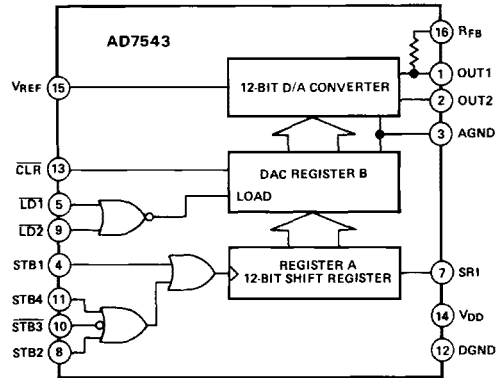 AD7543
16 RFB
12-BIT D/A CONVERTER
1 OUT1
VREF 15
2 OUT2
3 AGND
CLR 13
DAC REGISTER B
LD1 5
LOAD
LD2 9
STB1 4
REGISTER A
12-BIT SHIFT REGISTER
7 SRI
STB4 11
14 VDD
STB3 10
STB2 8
12 DGND